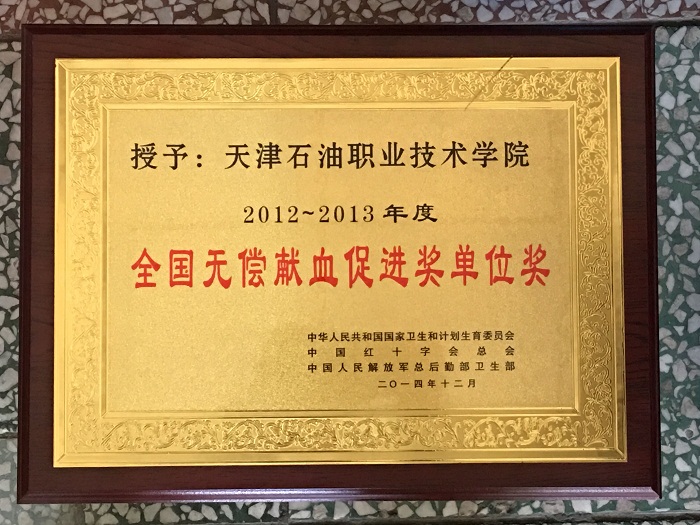 授予：天津石油职业技术学院
2012~2013年度
全国无偿献血促进奖单位奖
中华人民共和国国家卫生和计划生育委员会
中国红十字会总会
中国人民解放军总后勤部卫生部
二〇一四年十二月